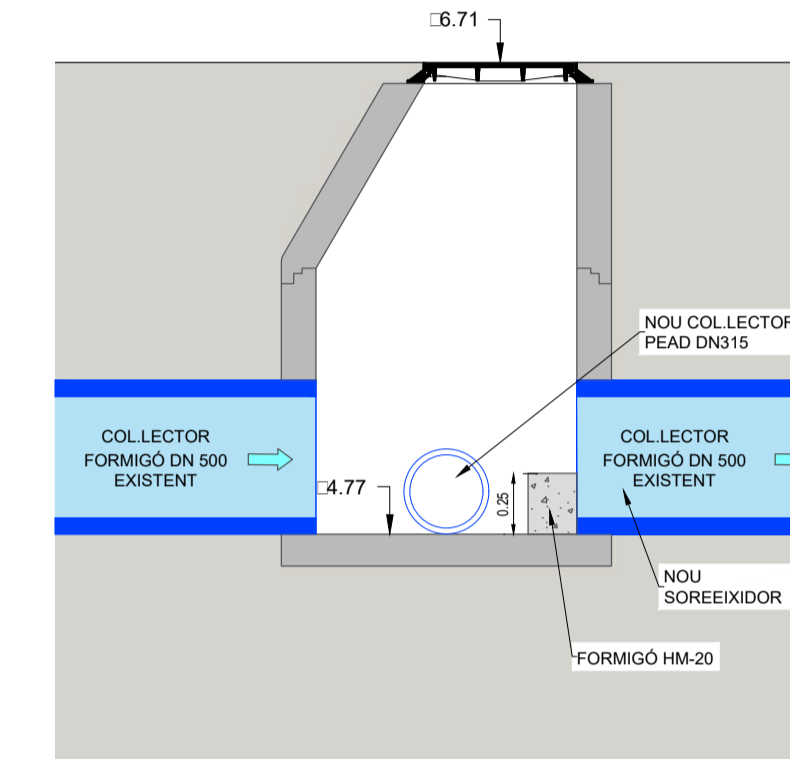 □6.71
NOU COL.LECTOR
PEAD DN315
COL.LECTOR
FORMIGÓ DN 500
EXISTENT
COL.LECTOR
FORMIGÓ DN 500
EXISTENT
□4.77
0.25
NOU
SOREEIXIDOR
FORMIGÓ HM-20